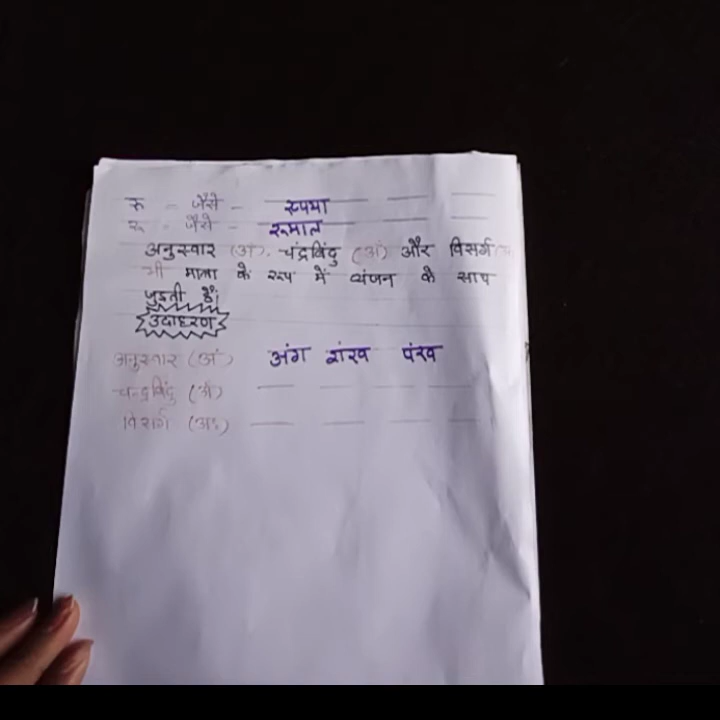 रु - जैसे - रुपया
रू - जैसे - रूमाल
अनुस्वार (अं), चंद्रबिंदु (अँ) और विसर्ग
भी मात्रा के रूप में व्यंजन के साथ
जुड़ती हैं।
उदाहरण
अनुस्वार (अं) अंग शंख पंख
चन्द्रबिंदु (अँ)
विसर्ग (अः)